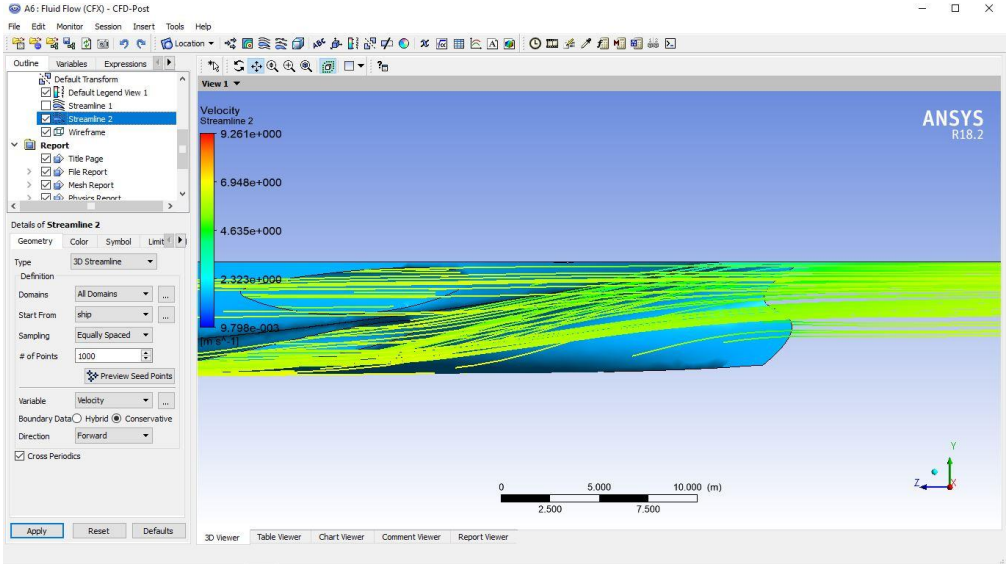 A6 : Fluid Flow (CFX) - CFD-Post
File Edit Monitor Session Insert Tools Help
Location
Outline Variables Expressions
Default Transform
Default Legend View 1
Streamline 1
Streamline 2
Wireframe
Report
Title Page
File Report
Mesh Report
Physics Report
Details of Streamline 2
Geometry Color Symbol Limit
Type 3D Streamline
Definition
Domains All Domains ...
Start From ship ...
Sampling Equally Spaced
# of Points 1000
Preview Seed Points
Variable Velocity ...
Boundary Data Hybrid Conservative
Direction Forward
Cross Periodics
Apply Reset Defaults
View 1
Velocity
Streamline 2
9.261e+000
6.948e+000
4.635e+000
2.323e+000
9.798e-003
[m s^-1]
ANSYS
R18.2
Y
Z X
0 5.000 10.000 (m)
2.500 7.500
3D Viewer Table Viewer Chart Viewer Comment Viewer Report Viewer